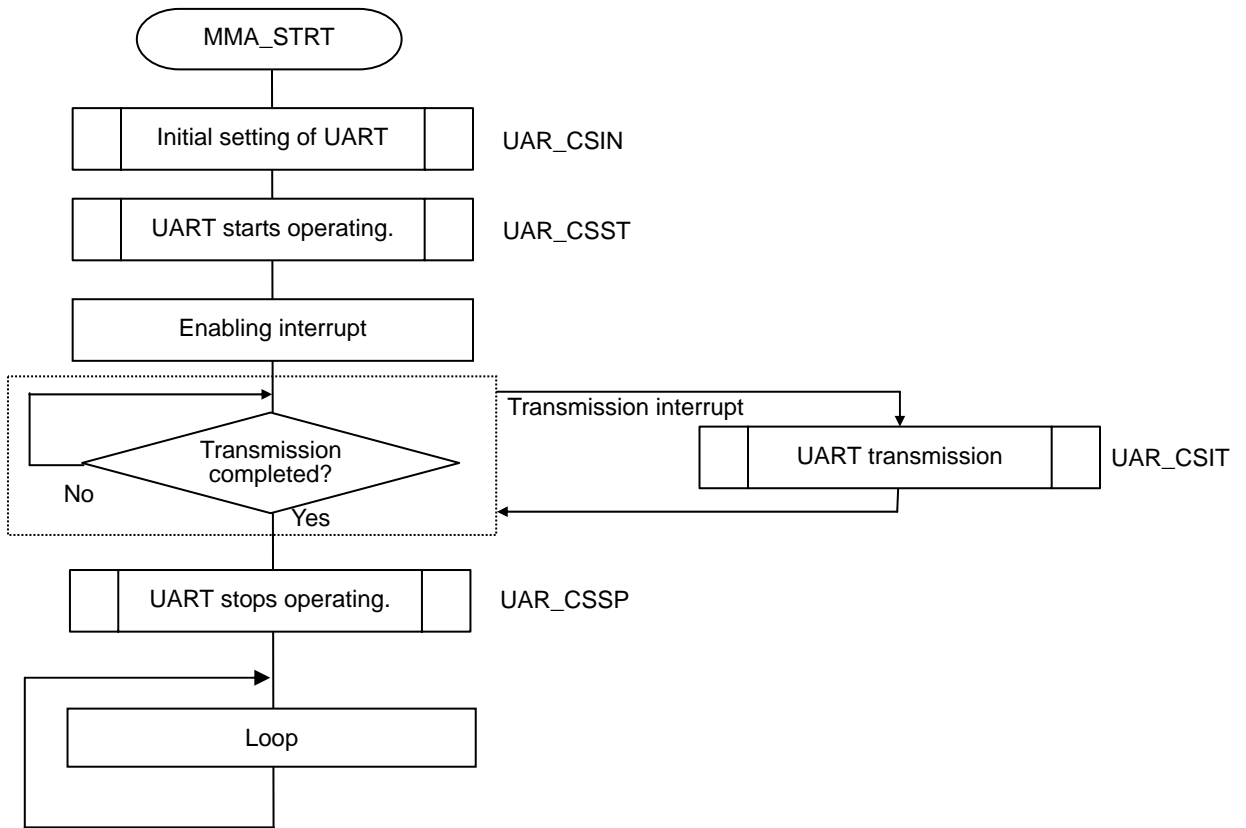 MMA_STRT
Initial setting of UART
UAR_CSIN
UART starts operating.
UAR_CSST
Enabling interrupt
Transmission interrupt
Transmission
completed?
UART transmission
UAR_CSIT
No
Yes
UART stops operating.
UAR_CSSP
Loop